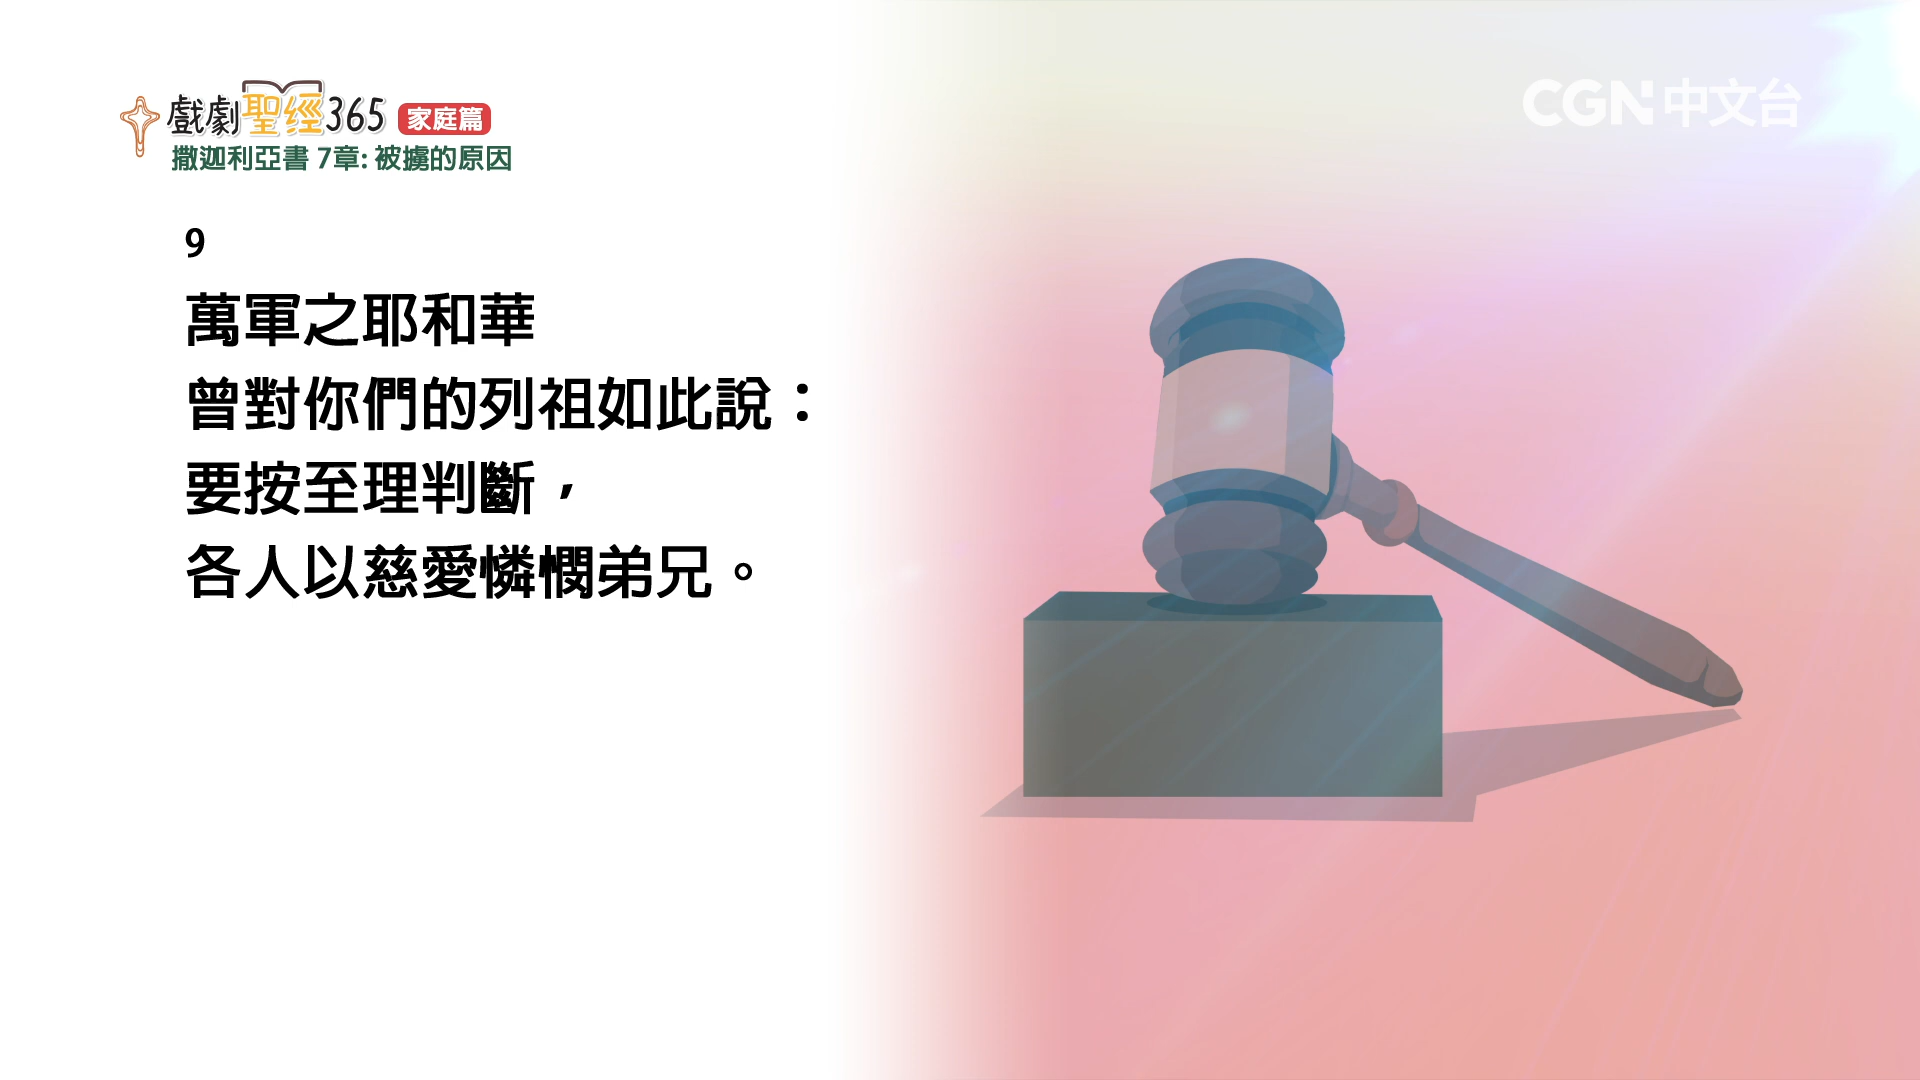 戲劇聖經365 家庭篇
撒迦利亞書 7章: 被擄的原因
CGN 中文台
9
萬軍之耶和華
曾對你們的列祖如此說：
要按至理判斷，
各人以慈愛憐憫弟兄。